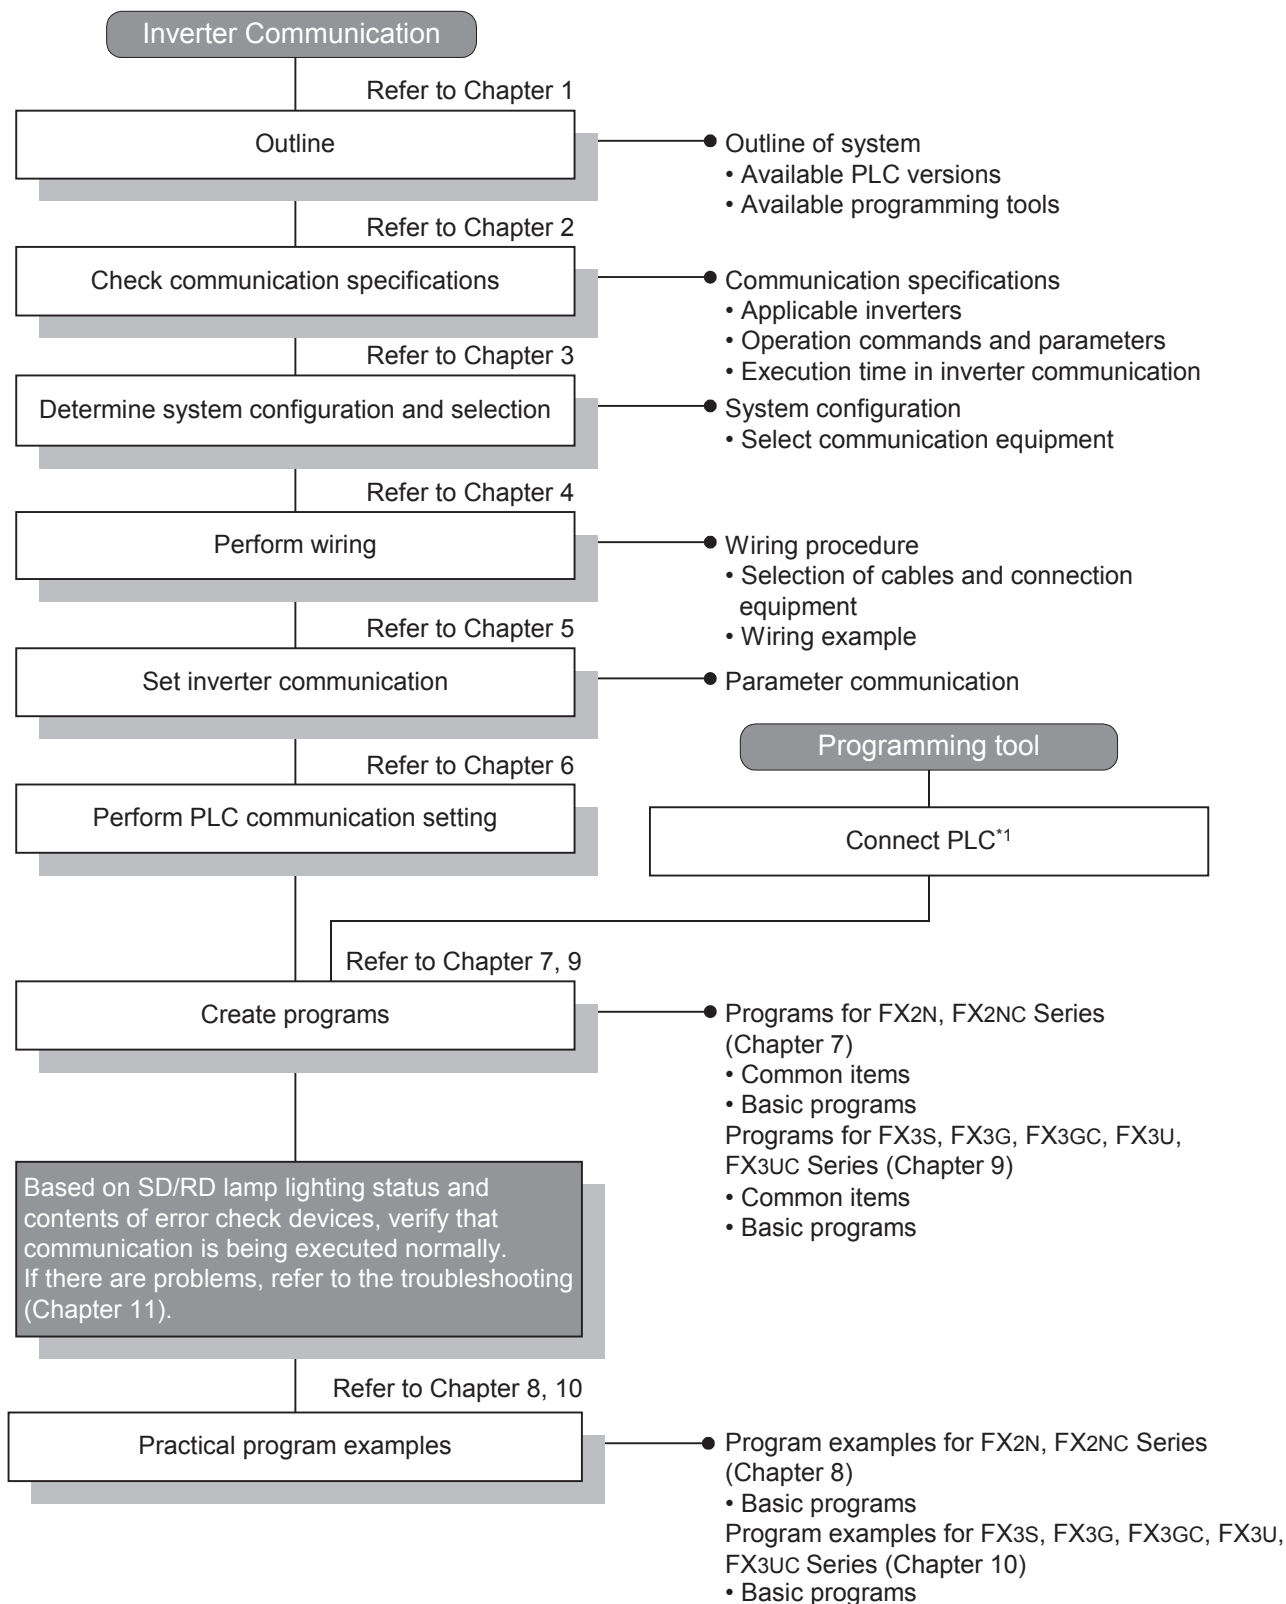 Inverter Communication
Refer to Chapter 1
Outline
Outline of system
• Available PLC versions
• Available programming tools
Refer to Chapter 2
Check communication specifications
Communication specifications
• Applicable inverters
• Operation commands and parameters
• Execution time in inverter communication
Refer to Chapter 3
Determine system configuration and selection
System configuration
• Select communication equipment
Refer to Chapter 4
Perform wiring
Wiring procedure
• Selection of cables and connection
equipment
• Wiring example
Refer to Chapter 5
Set inverter communication
Parameter communication
Programming tool
Refer to Chapter 6
Perform PLC communication setting
Connect PLC*1
Refer to Chapter 7, 9
Create programs
Programs for FX2N, FX2NC Series
(Chapter 7)
• Common items
• Basic programs
Programs for FX3S, FX3G, FX3GC, FX3U,
FX3UC Series (Chapter 9)
• Common items
• Basic programs
Based on SD/RD lamp lighting status and
contents of error check devices, verify that
communication is being executed normally.
If there are problems, refer to the troubleshooting
(Chapter 11).
Refer to Chapter 8, 10
Practical program examples
Program examples for FX2N, FX2NC Series
(Chapter 8)
• Basic programs
Program examples for FX3S, FX3G, FX3GC, FX3U,
FX3UC Series (Chapter 10)
• Basic programs